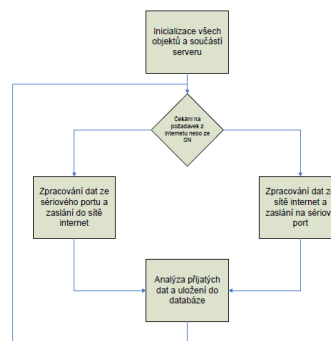 Inicializace všech
objektů a součástí
serveru
Čekání na
požadavek z
internetu nebo ze
SN
Zpracování dat ze
sériového portu a
zaslání do sítě
internet
Zpracování dat ze
sítě internet a
zaslání na sériový
port
Analýza přijatých
dat a uložení do
databáze